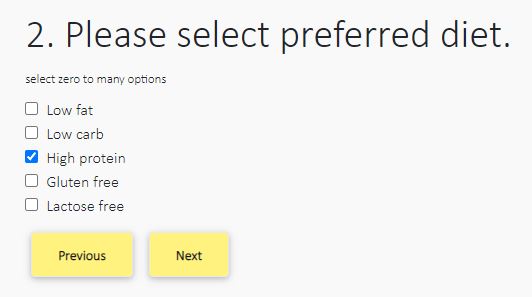 2. Please select preferred diet.
select zero to many options
Low fat
Low carb
High protein
Gluten free
Lactose free
Previous Next